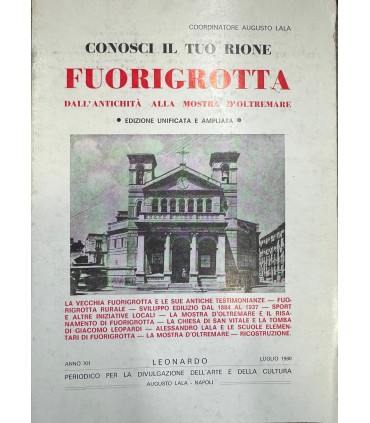 COORDINATORE AUGUSTO LALA
CONOSCI IL TUO RIONE
FUORIGROTTA
DALL'ANTICHITÀ ALLA MOSTRA D'OLTREMARE
• EDIZIONE UNIFICATA E AMPLIATA •
LA VECCHIA FUORIGROTTA E LE SUE ANTICHE TESTIMONIANZE — FUO-
RIGROTTA RURALE — SVILUPPO EDILIZIO DAL 1884 AL 1937 — SPORT
E ALTRE INIZIATIVE LOCALI — LA MOSTRA D'OLTREMARE E IL RISA-
NAMENTO DI FUORIGROTTA — LA CHIESA DI SAN VITALE E LA TOMBA
DI GIACOMO LEOPARDI — ALESSANDRO LALA E LE SCUOLE ELEMEN-
TARI DI FUORIGROTTA — LA MOSTRA D'OLTREMARE — RICOSTRUZIONE.
ANNO XII LEONARDO LUGLIO 1990
PERIODICO PER LA DIVULGAZIONE DELL'ARTE E DELLA CULTURA
AUGUSTO LALA - NAPOLI